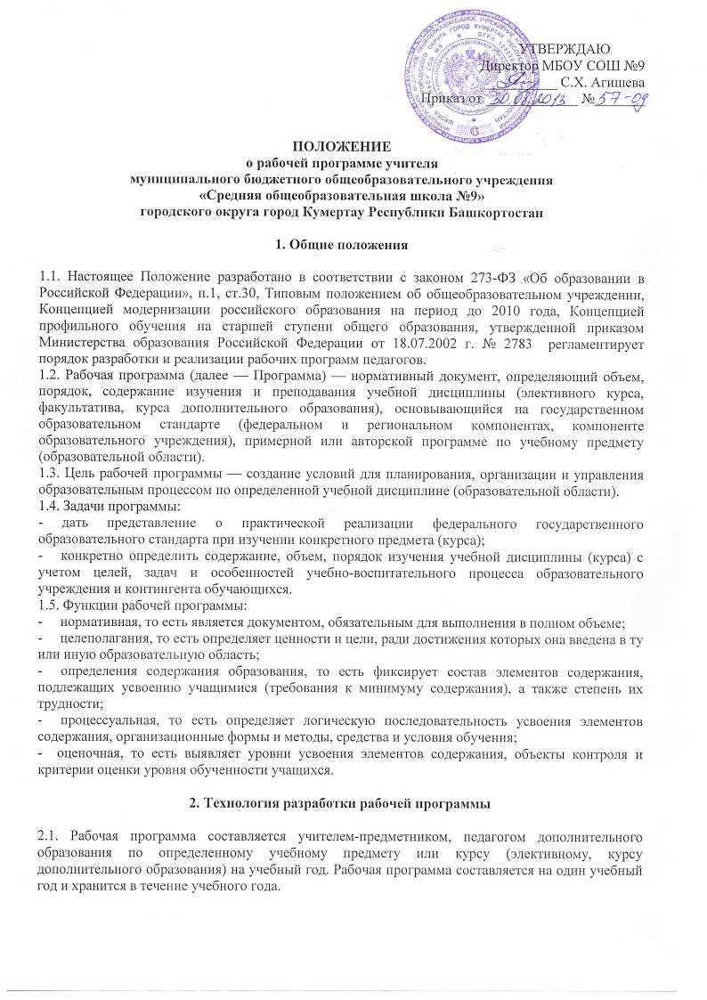 УТВЕРЖДАЮ
Директор МБОУ СОШ №9
С.Х. Агишева
Приказ от 30.08.2013 № 57-09
ПОЛОЖЕНИЕ
о рабочей программе учителя
муниципального бюджетного общеобразовательного учреждения
«Средняя общеобразовательная школа №9»
городского округа город Кумертау Республики Башкортостан
1. Общие положения
1.1. Настоящее Положение разработано в соответствии с законом 273-ФЗ «Об образовании в
Российской Федерации», п.1, ст.30, Типовым положением об общеобразовательном учреждении,
Концепцией модернизации российского образования на период до 2010 года, Концепцией
профильного обучения на старшей ступени общего образования, утвержденной приказом
Министерства образования Российской Федерации от 18.07.2002 г. № 2783 регламентирует
порядок разработки и реализации рабочих программ педагогов.
1.2. Рабочая программа (далее — Программа) — нормативный документ, определяющий объем,
порядок, содержание изучения и преподавания учебной дисциплины (элективного курса,
факультатива, курса дополнительного образования), основывающийся на государственном
образовательном стандарте (федеральном и региональном компонентах, компоненте
образовательного учреждения), примерной или авторской программе по учебному предмету
(образовательной области).
1.3. Цель рабочей программы — создание условий для планирования, организации и управления
образовательным процессом по определенной учебной дисциплине (образовательной области).
1.4. Задачи программы:
- дать представление о практической реализации федерального государственного
образовательного стандарта при изучении конкретного предмета (курса);
- конкретно определить содержание, объем, порядок изучения учебной дисциплины (курса) с
учетом целей, задач и особенностей учебно-воспитательного процесса образовательного
учреждения и контингента обучающихся.
1.5. Функции рабочей программы:
- нормативная, то есть является документом, обязательным для выполнения в полном объеме;
- целеполагания, то есть определяет ценности и цели, ради достижения которых она введена в ту
или иную образовательную область;
- определения содержания образования, то есть фиксирует состав элементов содержания,
подлежащих усвоению учащимися (требования к минимуму содержания), а также степень их
трудности;
- процессуальная, то есть определяет логическую последовательность усвоения элементов
содержания, организационные формы и методы, средства и условия обучения;
- оценочная, то есть выявляет уровни усвоения элементов содержания, объекты контроля и
критерии оценки уровня обученности учащихся.
2. Технология разработки рабочей программы
2.1. Рабочая программа составляется учителем-предметником, педагогом дополнительного
образования по определенному учебному предмету или курсу (элективному, курсу
дополнительного образования) на учебный год. Рабочая программа составляется на один учебный
год и хранится в течение учебного года.